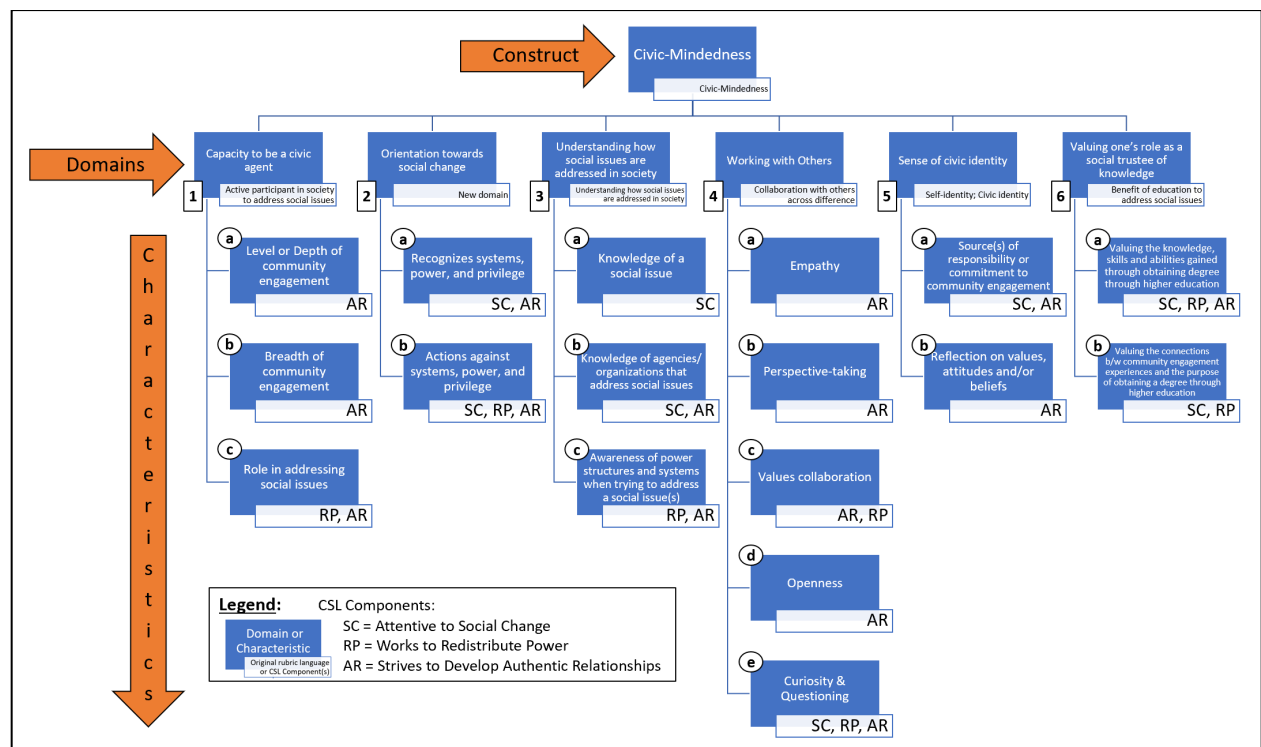 Construct
Civic-Mindedness
Civic-Mindedness
Domains
Capacity to be a civic
agent
1
Active participant in society
to address social issues
Orientation towards
social change
2
New domain
Understanding how
social issues are
addressed in society
3
Understanding how social issues
are addressed in society
Working with Others
4
Collaboration with others
across difference
Sense of civic identity
5
Self-identity; Civic identity
Valuing one’s role as a
social trustee of
knowledge
6
Benefit of education to
address social issues
Characteristics
a
Level or Depth of
community
engagement
AR
b
Breadth of
community
engagement
AR
c
Role in addressing
social issues
RP, AR
a
Recognizes systems,
power, and privilege
SC, AR
b
Actions against
systems, power, and
privilege
SC, RP, AR
a
Knowledge of a
social issue
SC
b
Knowledge of agencies/
organizations that
address social issues
SC, AR
c
Awareness of power
structures and systems
when trying to address
a social issue(s)
RP, AR
a
Empathy
AR
b
Perspective-taking
AR
c
Values collaboration
AR, RP
d
Openness
AR
e
Curiosity &
Questioning
SC, RP, AR
a
Source(s) of
responsibility or
commitment to
community engagement
SC, AR
b
Reflection on values,
attitudes and/or
beliefs
AR
a
Valuing the knowledge,
skills and abilities gained
through obtaining degree
through higher education
SC, RP, AR
b
Valuing the connections
b/w community engagement
experiences and the purpose
of obtaining a degree through
higher education
SC, RP
Legend:
CSL Components:
Domain or
Characteristic
Original rubric language
or CSL Component(s)
SC = Attentive to Social Change
RP = Works to Redistribute Power
AR = Strives to Develop Authentic Relationships